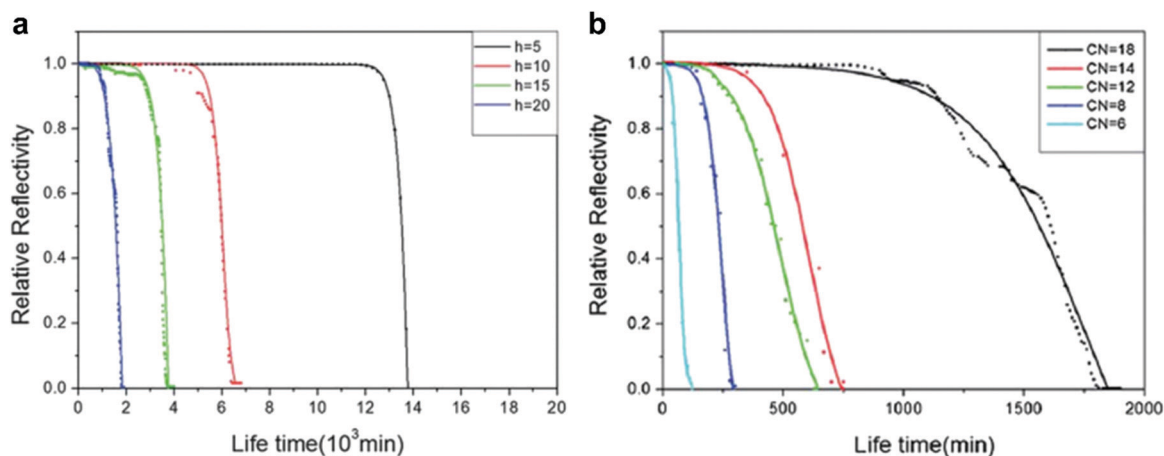 a
h=5
h=10
h=15
h=20
Relative Reflectivity
1.0
0.8
0.6
0.4
0.2
0.0
0 2 4 6 8 10 12 14 16 18 20
Life time(10³min)
b
CN=18
CN=14
CN=12
CN=8
CN=6
Relative Reflectivity
1.0
0.8
0.6
0.4
0.2
0.0
0 500 1000 1500 2000
Life time(min)